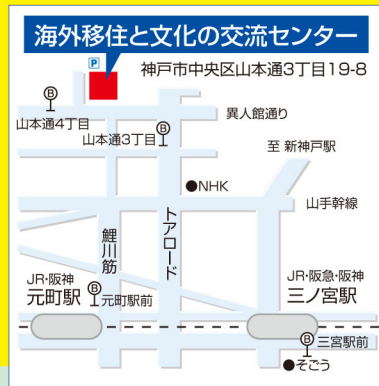 海外移住と文化の交流センター
P
神戸市中央区山本通3丁目19-8
B
山本通4丁目
B
山本通3丁目
異人館通り
至 新神戸駅
●NHK
山手幹線
鯉川筋
トアロード
JR・阪神
元町駅
B
元町駅前
JR・阪急・阪神
三ノ宮駅
B
三宮駅前
●そごう